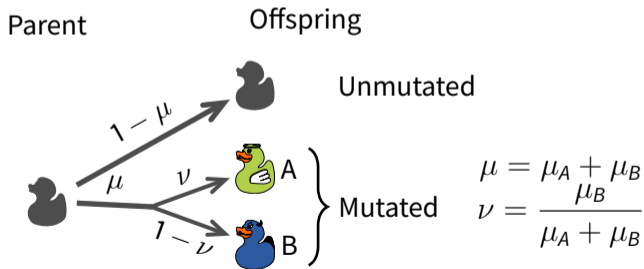 Parent
Offspring
Unmutated
1 − μ
μ
ν
1 − ν
A
B
Mutated
μ = μ_A + μ_B
ν = μ_B / (μ_A + μ_B)